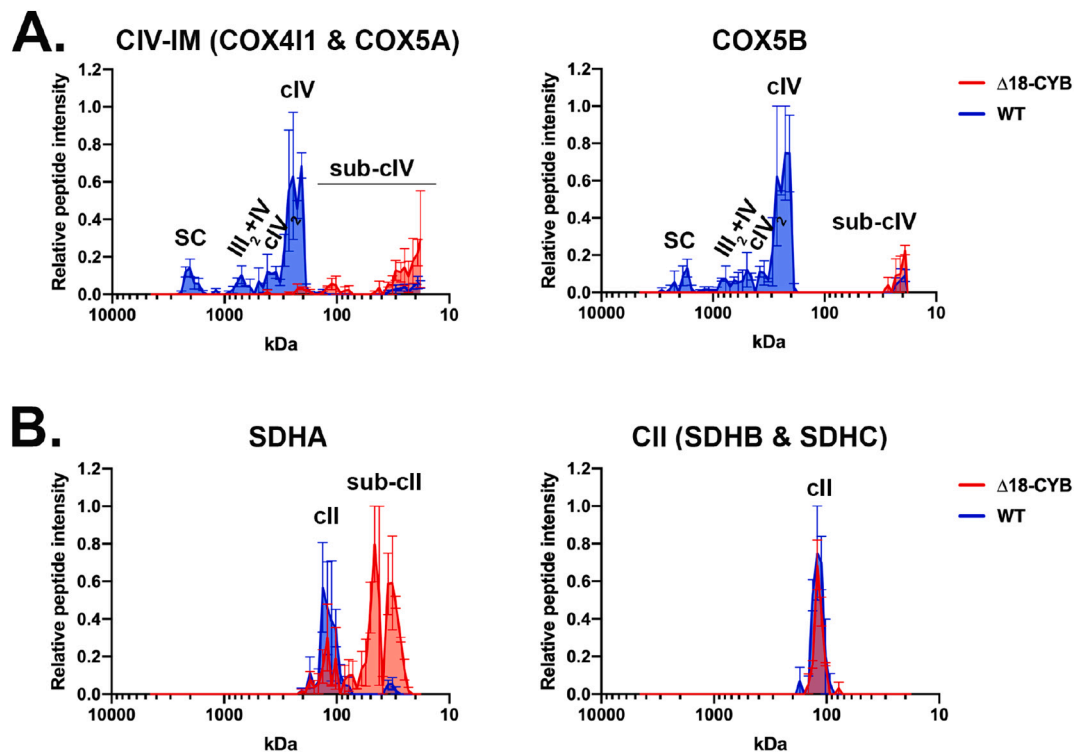 A.
CIV-IM (COX4I1 & COX5A)
Relative peptide intensity
1.2
1.0
0.8
0.6
0.4
0.2
0.0
SC
III2+IV
cIV2
cIV
sub-cIV
10000 1000 100 10
kDa
COX5B
Relative peptide intensity
1.2
1.0
0.8
0.6
0.4
0.2
0.0
SC
III2+IV
cIV2
cIV
sub-cIV
10000 1000 100 10
kDa
Δ18-CYB
WT
B.
SDHA
Relative peptide intensity
1.2
1.0
0.8
0.6
0.4
0.2
0.0
cII
sub-cII
10000 1000 100 10
kDa
CII (SDHB & SDHC)
Relative peptide intensity
1.2
1.0
0.8
0.6
0.4
0.2
0.0
cII
10000 1000 100 10
kDa
Δ18-CYB
WT